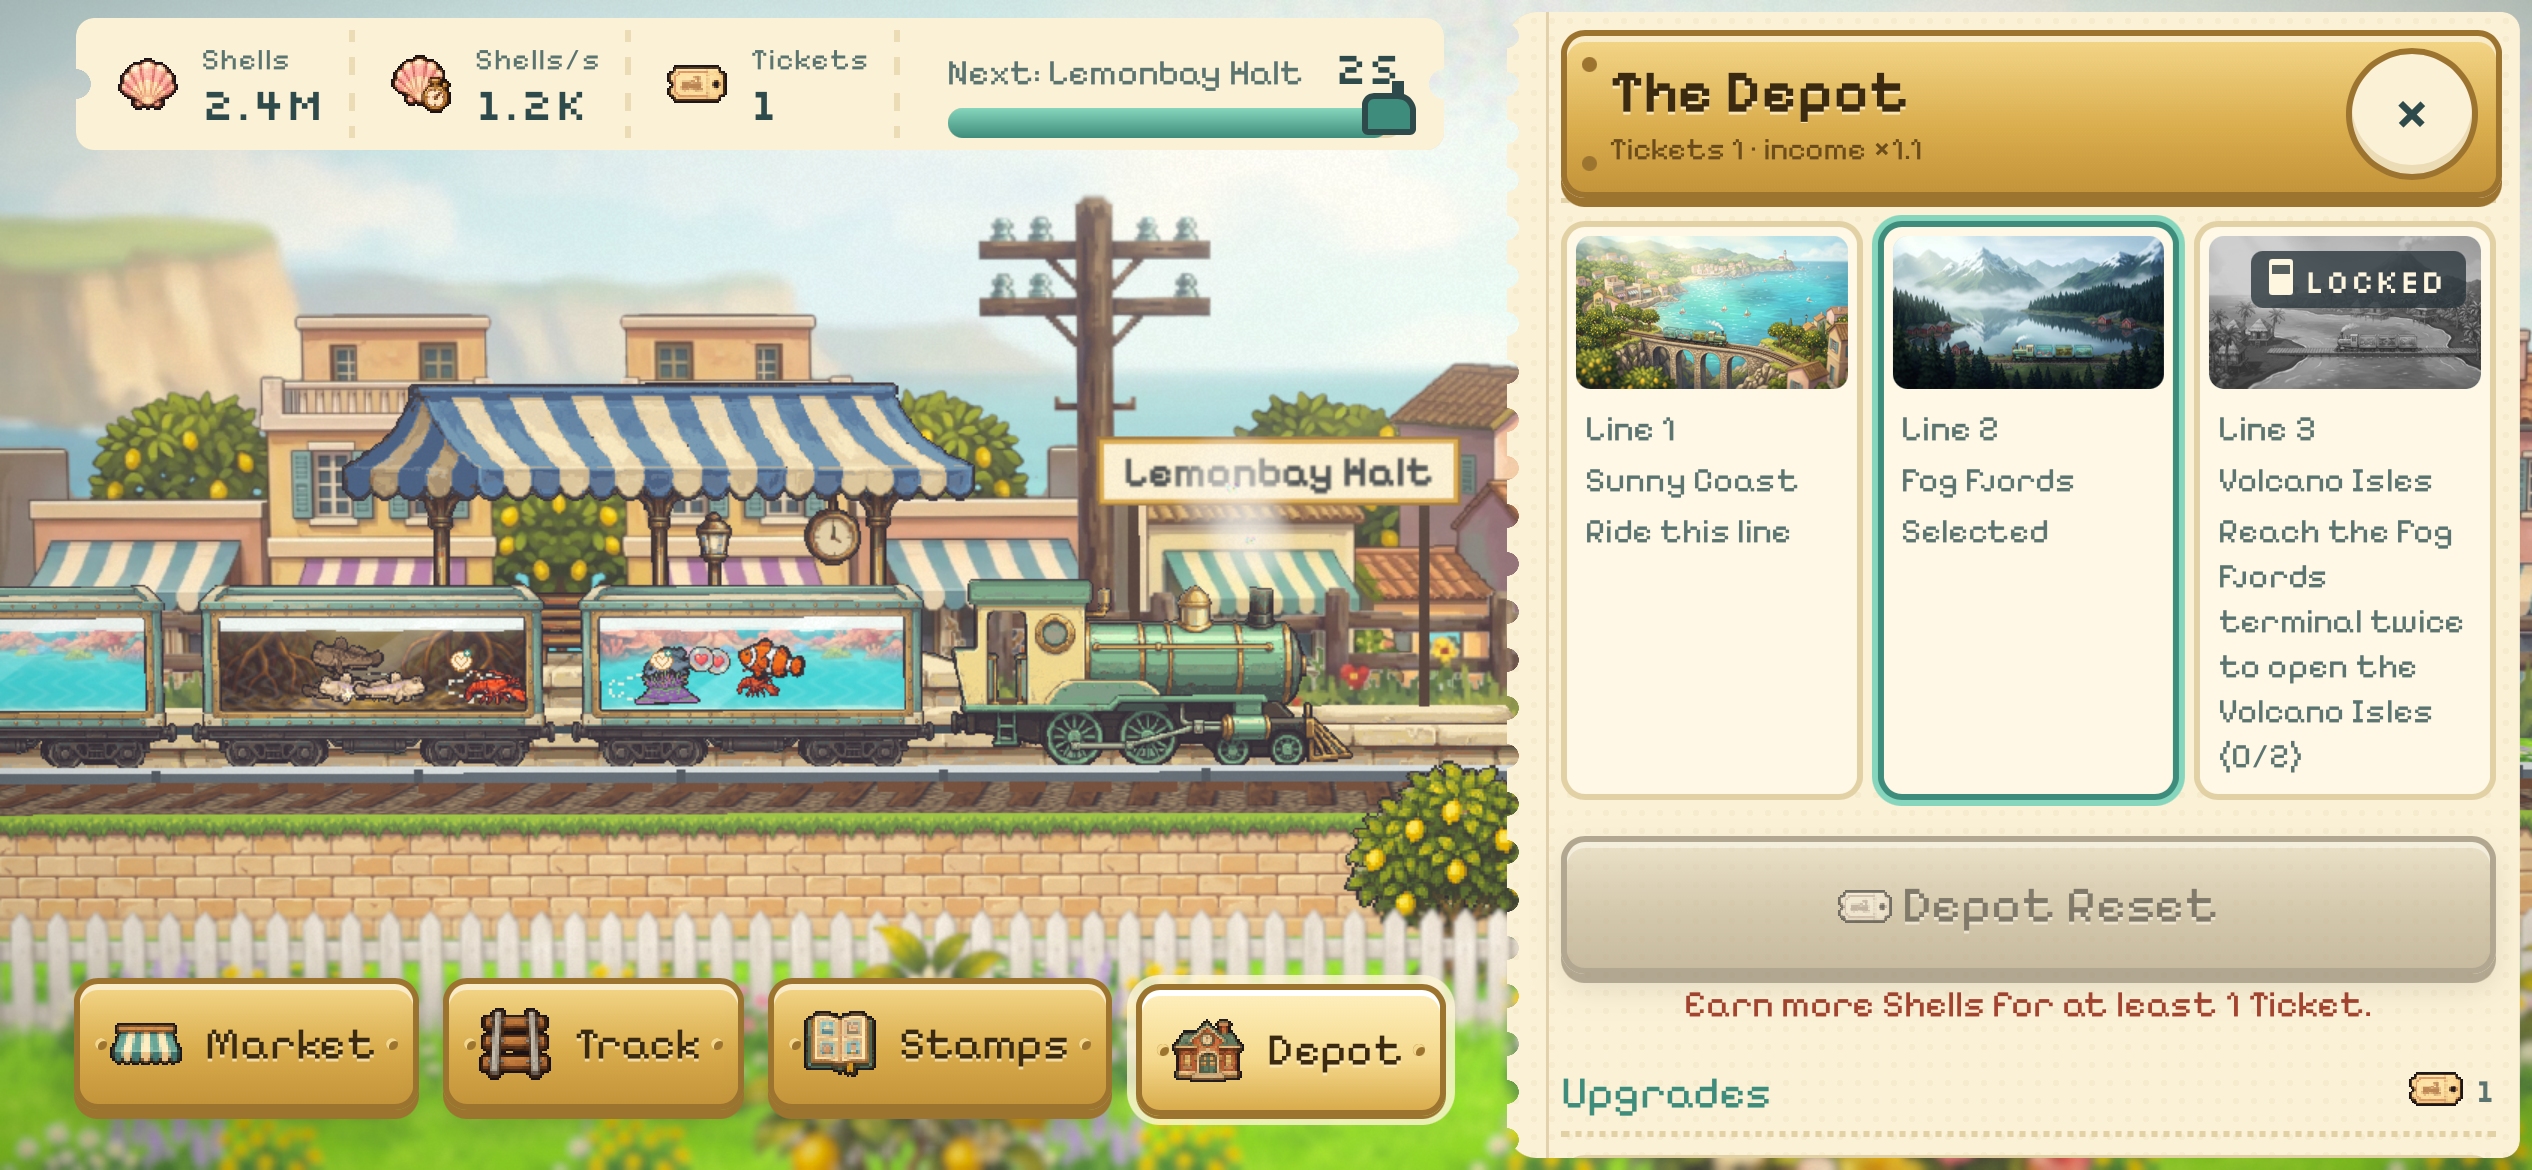 Shells
2.4M
Shells/s
1.2K
Tickets
1
Next: Lemonbay Halt
2s
Lemonbay Halt
Market
Track
Stamps
Depot
The Depot
Tickets 1 · income ×1.1
×
Line 1
Sunny Coast
Ride this line
Line 2
Fog Fjords
Selected
LOCKED
Line 3
Volcano Isles
Reach the Fog
Fjords
terminal twice
to open the
Volcano Isles
(0/2)
Depot Reset
Earn more Shells for at least 1 Ticket.
Upgrades
1